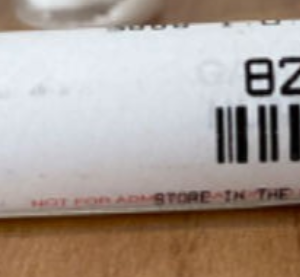 82
NOT FOR ADM
STORE IN THE